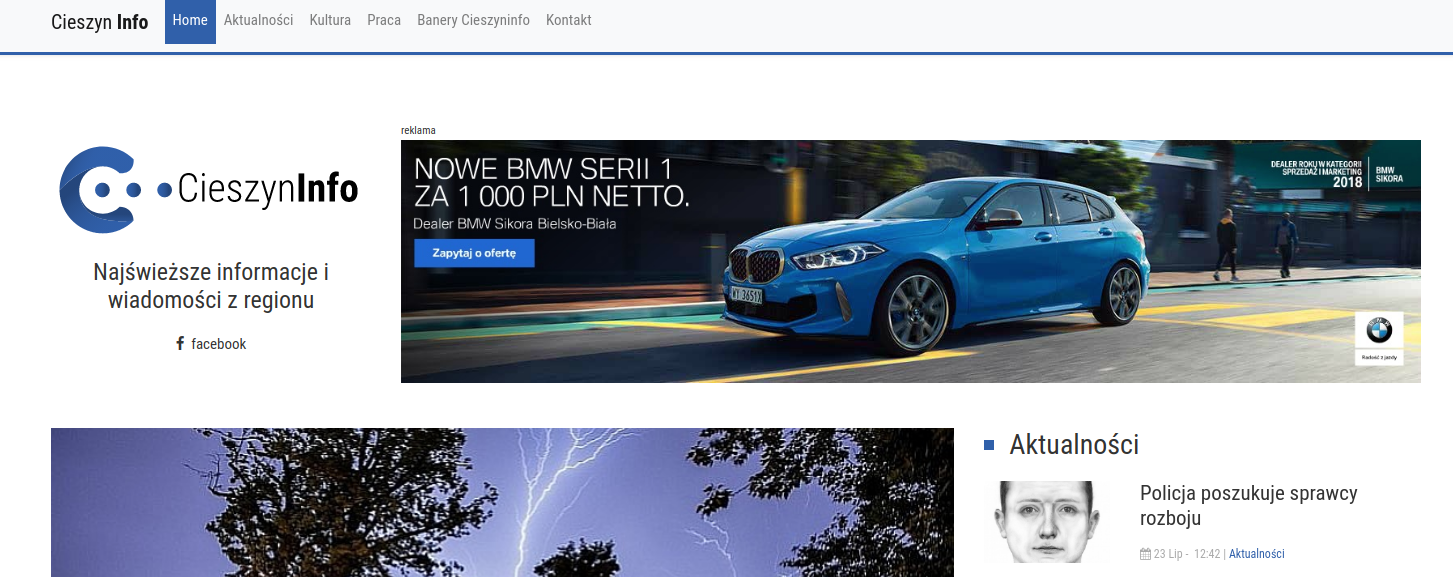 Cieszyn Info Home Aktualności Kultura Praca Banery Cieszyninfo Kontakt
reklama
CieszynInfo
Najświeższe informacje i
wiadomości z regionu
facebook
NOWE BMW SERII 1
ZA 1 000 PLN NETTO.
Dealer BMW Sikora Bielsko-Biała
Zapytaj o ofertę
DEALER ROKU W KATEGORII
SPRZEDAŻ I MARKETING
2018
BMW
SIKORA
WY 3651X
Radość z jazdy
Aktualności
Policja poszukuje sprawcy
rozboju
23 Lip - 12:42 | Aktualności